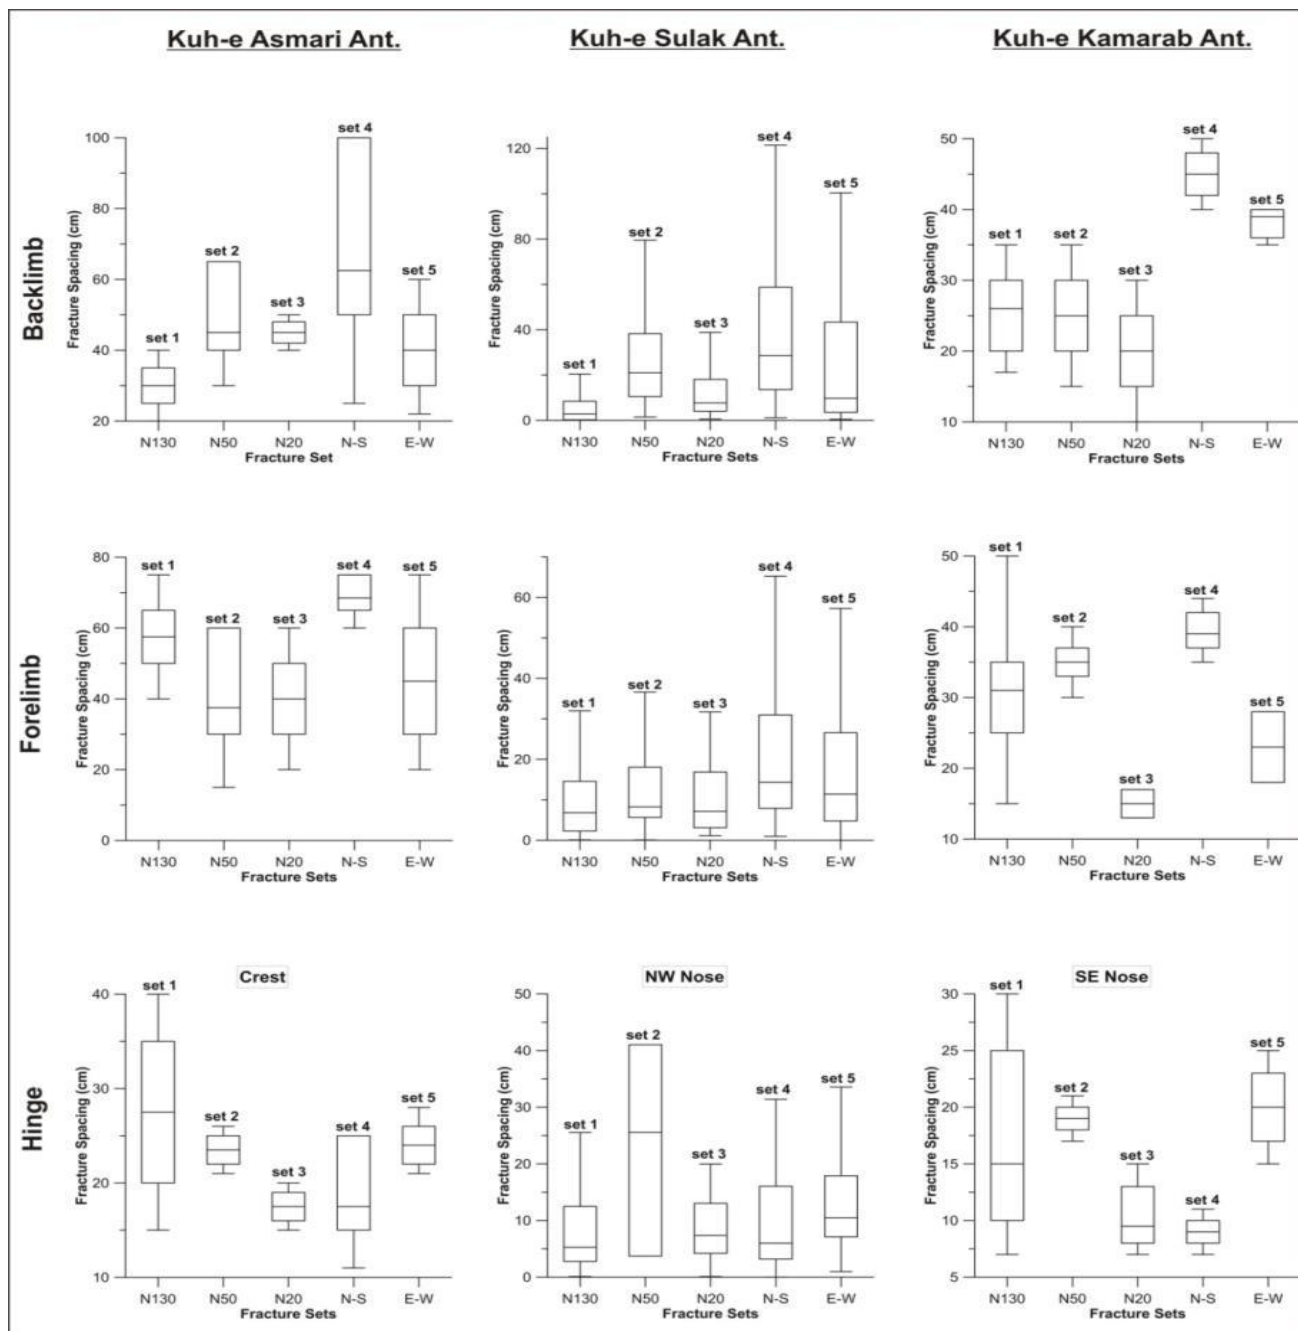 Kuh-e Asmari Ant.
Kuh-e Sulak Ant.
Kuh-e Kamarab Ant.
Backlimb
Fracture Spacing (cm)
100
80
60
40
20
set 1
set 2
set 3
set 4
set 5
N130 N50 N20 N-S E-W
Fracture Set
Fracture Spacing (cm)
120
80
40
0
set 1
set 2
set 3
set 4
set 5
N130 N50 N20 N-S E-W
Fracture Sets
Fracture Spacing (cm)
50
40
30
20
10
set 1
set 2
set 3
set 4
set 5
N130 N50 N20 N-S E-W
Fracture Sets
Forelimb
Fracture Spacing (cm)
80
60
40
20
0
set 1
set 2
set 3
set 4
set 5
N130 N50 N20 N-S E-W
Fracture Sets
Fracture Spacing (cm)
60
40
20
0
set 1
set 2
set 3
set 4
set 5
N130 N50 N20 N-S E-W
Fracture Sets
Fracture Spacing (cm)
50
40
30
20
10
set 1
set 2
set 3
set 4
set 5
N130 N50 N20 N-S E-W
Fracture Sets
Hinge
Crest
Fracture Spacing (cm)
40
30
20
10
set 1
set 2
set 3
set 4
set 5
N130 N50 N20 N-S E-W
Fracture Sets
NW Nose
Fracture Spacing (cm)
50
40
30
20
10
0
set 1
set 2
set 3
set 4
set 5
N130 N50 N20 N-S E-W
Fracture Sets
SE Nose
Fracture Spacing (cm)
30
25
20
15
10
5
set 1
set 2
set 3
set 4
set 5
N130 N50 N20 N-S E-W
Fracture Sets